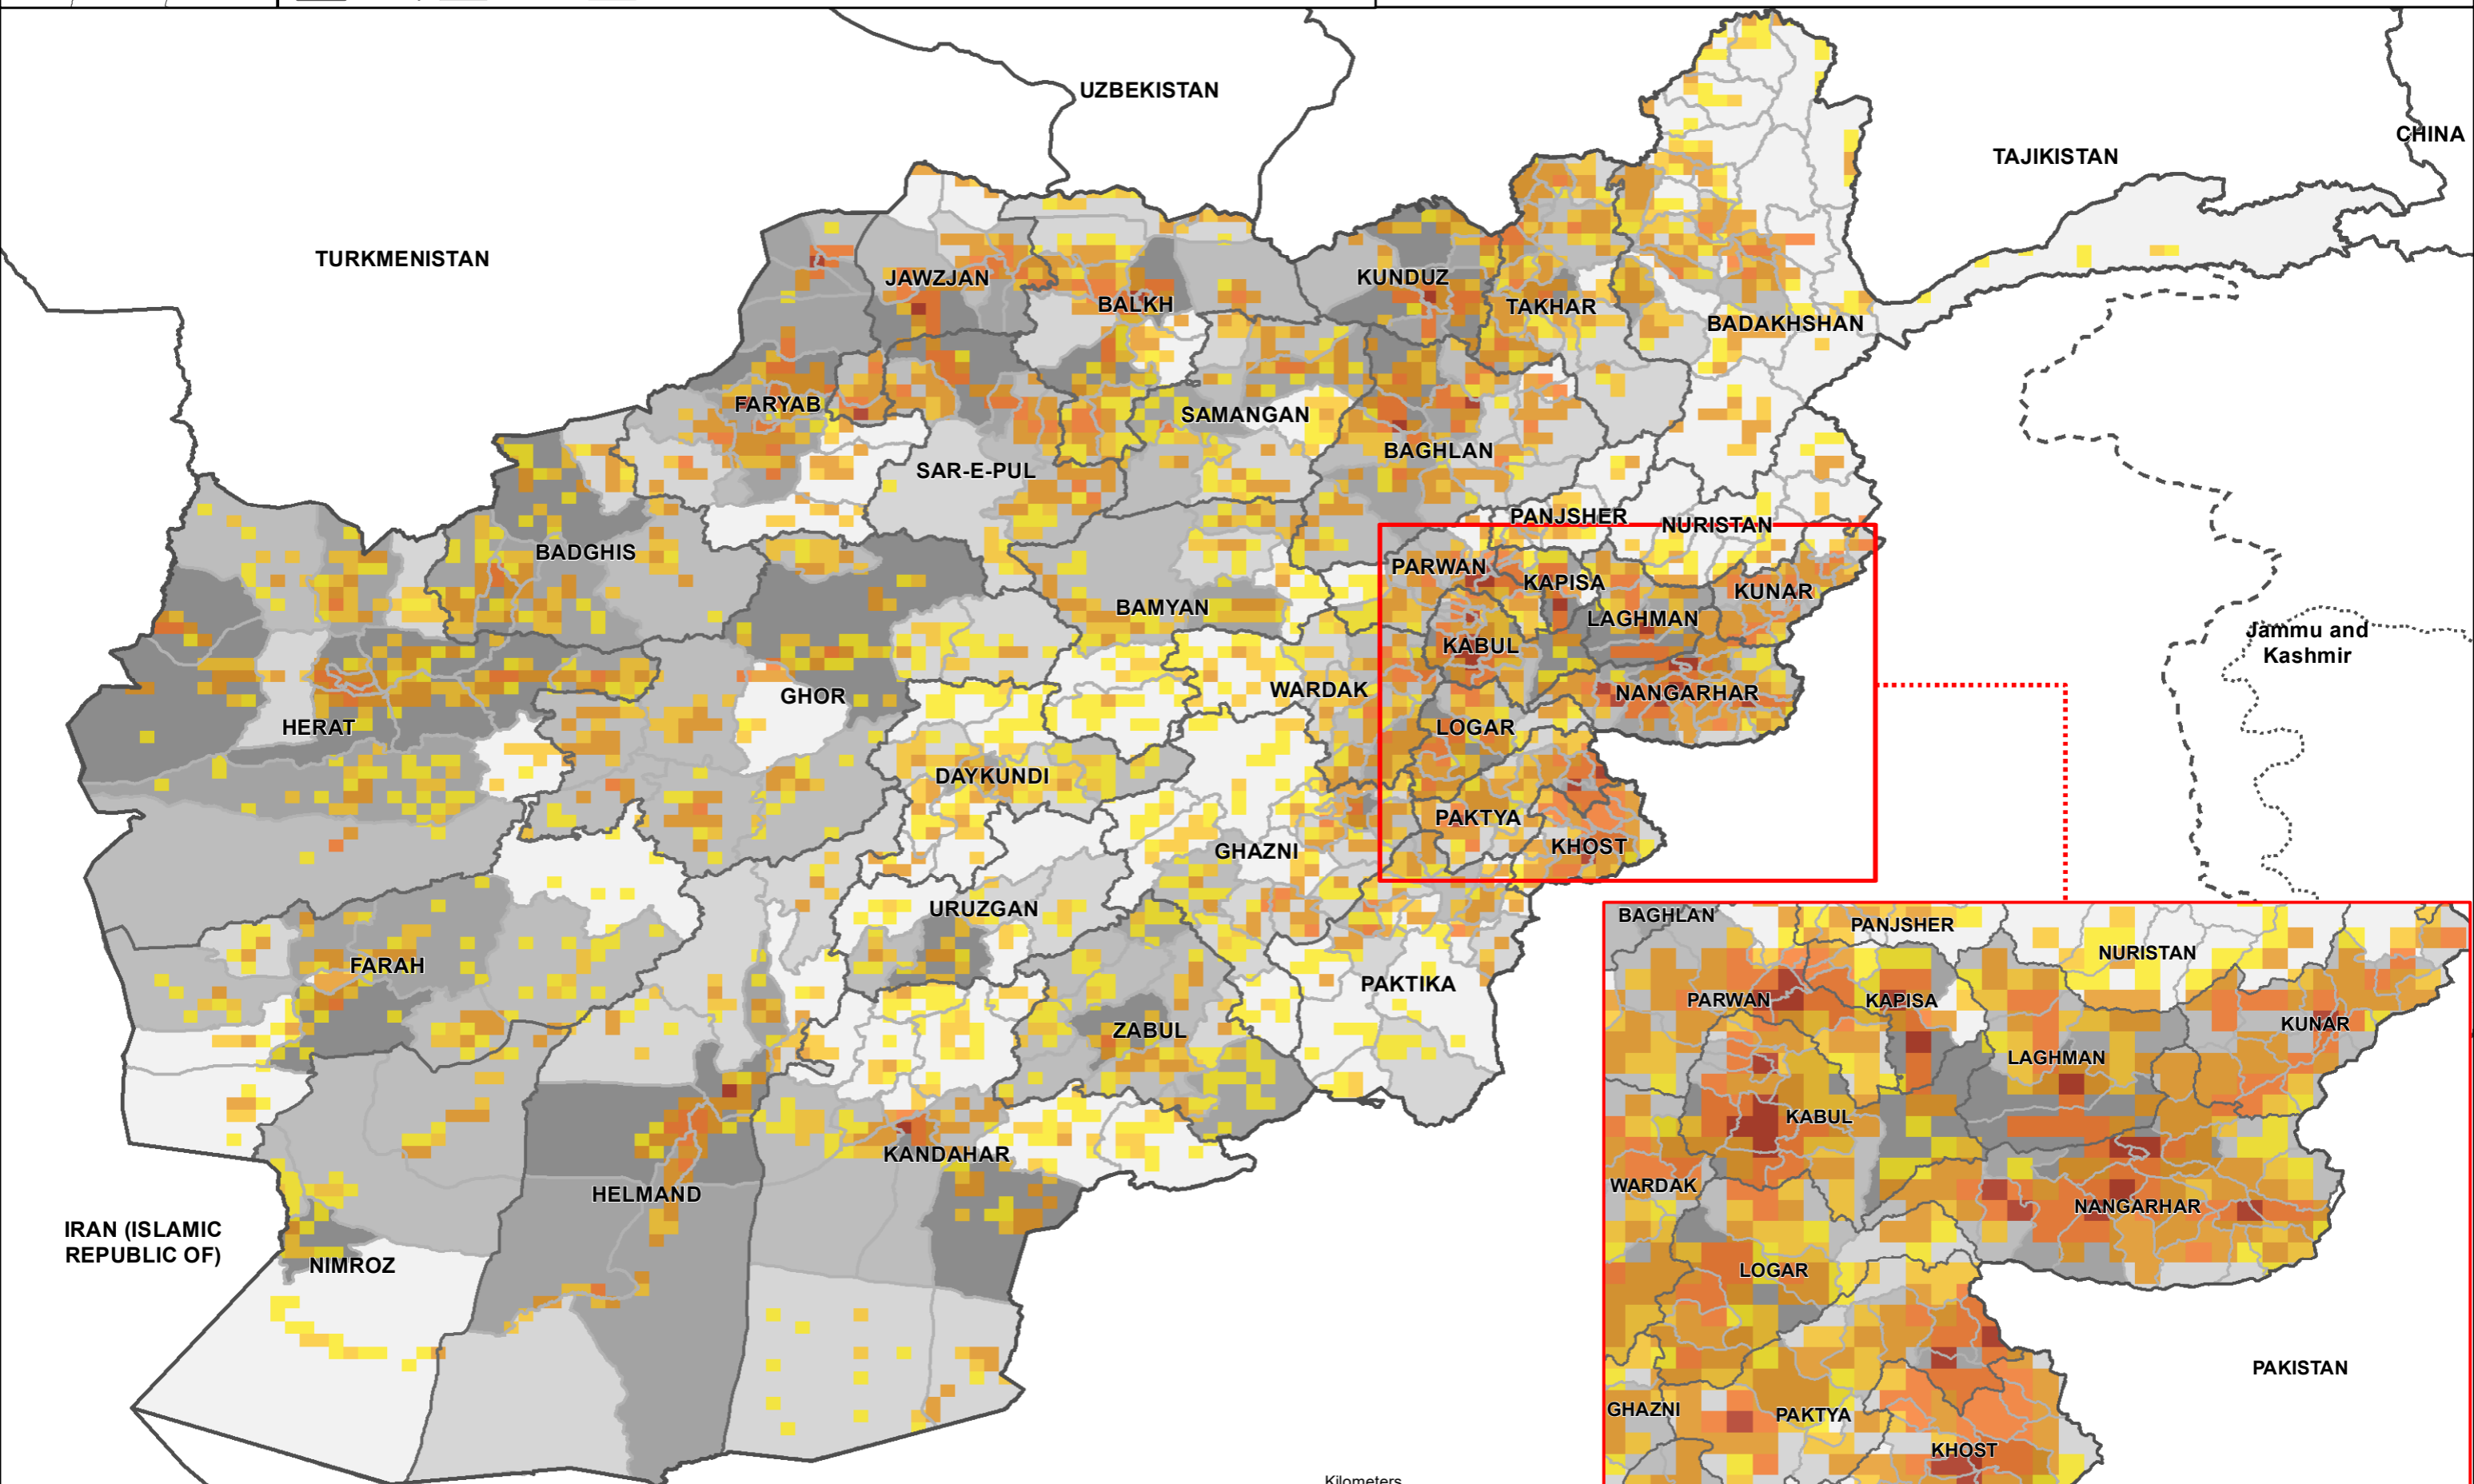 UZBEKISTAN
CHINA
TAJIKISTAN
TURKMENISTAN
JAWZJAN
KUNDUZ
BALKH
TAKHAR
BADAKHSHAN
FARYAB
SAMANGAN
BAGHLAN
SAR-E-PUL
PANJSHER
NURISTAN
BADGHIS
PARWAN
KAPISA
KUNAR
BAMYAN
LAGHMAN
Jammu and
Kashmir
KABUL
WARDAK
NANGARHAR
GHOR
HERAT
LOGAR
DAYKUNDI
PAKTYA
KHOST
GHAZNI
URUZGAN
FARAH
PAKTIKA
ZABUL
KANDAHAR
HELMAND
IRAN (ISLAMIC
REPUBLIC OF)
NIMROZ
BAGHLAN
PANJSHER
NURISTAN
PARWAN
KAPISA
KUNAR
LAGHMAN
KABUL
WARDAK
NANGARHAR
LOGAR
PAKISTAN
GHAZNI
PAKTYA
KHOST
Kilometers